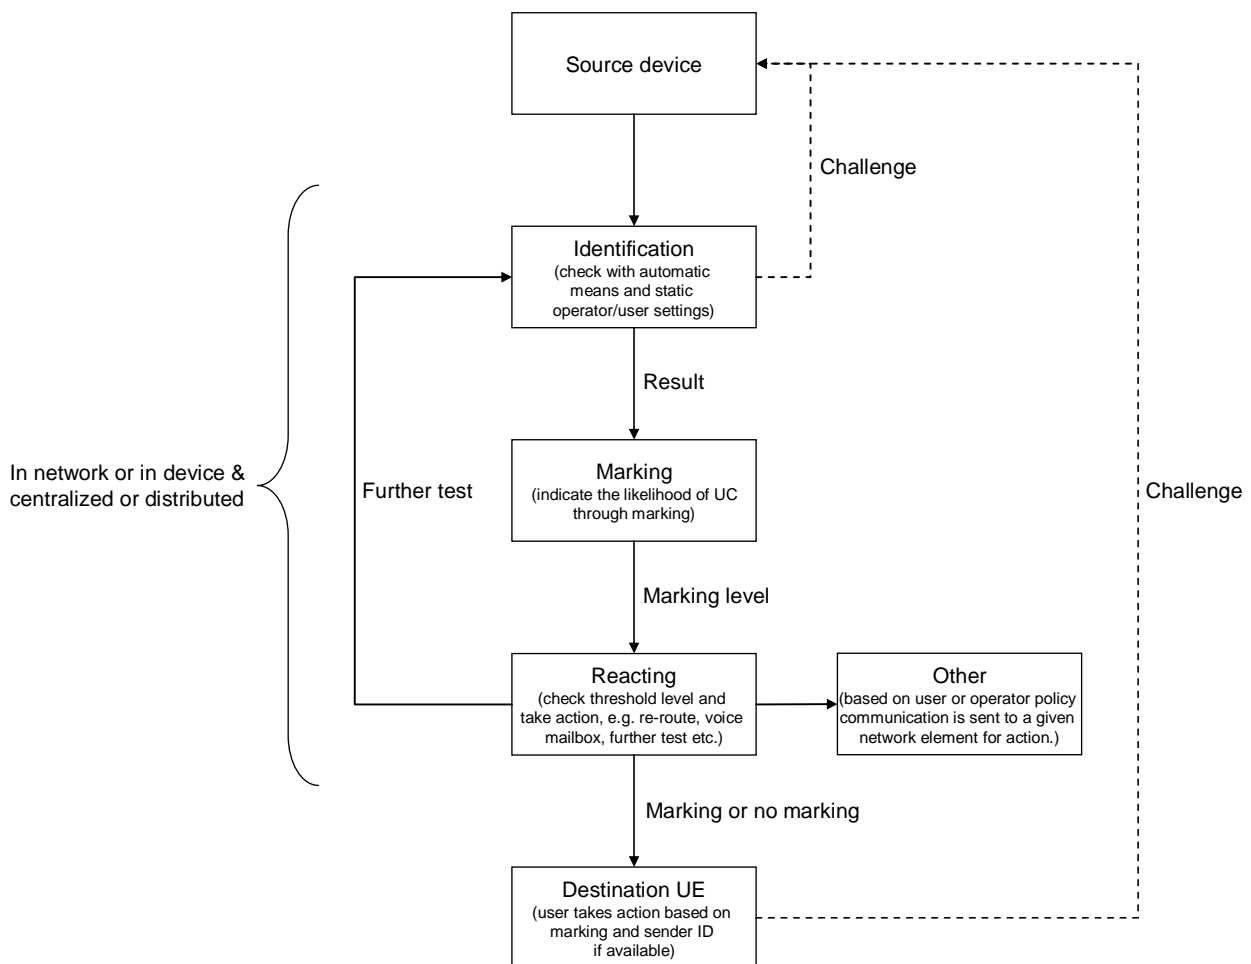 Source device
Challenge
Identification
(check with automatic
means and static
operator/user settings)
Result
Marking
(indicate the likelihood of UC
through marking)
In network or in device &
centralized or distributed
Further test
Challenge
Marking level
Reacting
(check threshold level and
take action, e.g. re-route, voice
mailbox, further test etc.)
Other
(based on user or operator policy
communication is sent to a given
network element for action.)
Marking or no marking
Destination UE
(user takes action based on
marking and sender ID
if available)